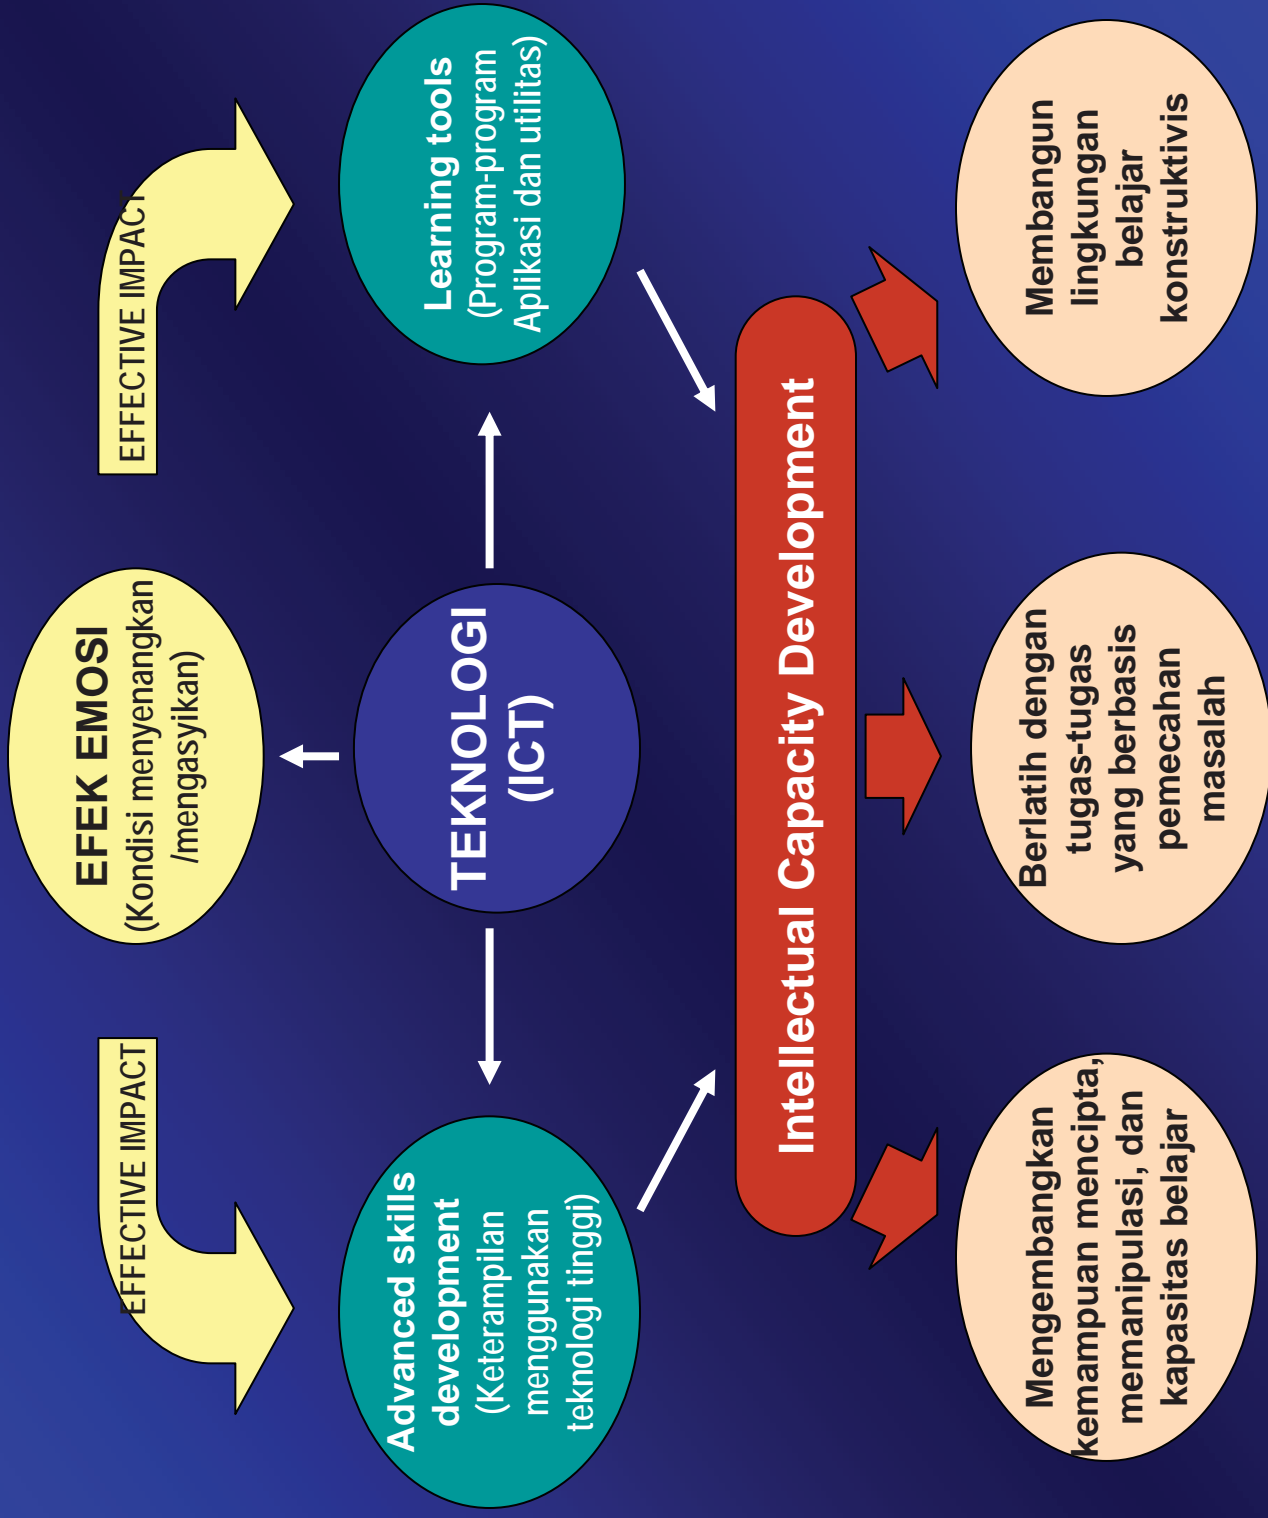 EFEK EMOSI
(Kondisi menyenangkan
/mengasyikan)
EFFECTIVE IMPACT
EFFECTIVE IMPACT
Advanced skills
development
(Keterampilan
menggunakan
teknologi tinggi)
TEKNOLOGI
(ICT)
Learning tools
(Program-program
Aplikasi dan utilitas)
Intellectual Capacity Development
Mengembangkan
kemampuan mencipta,
memanipulasi, dan
kapasitas belajar
Berlatih dengan
tugas-tugas
yang berbasis
pemecahan
masalah
Membangun
lingkungan
belajar
konstruktivis